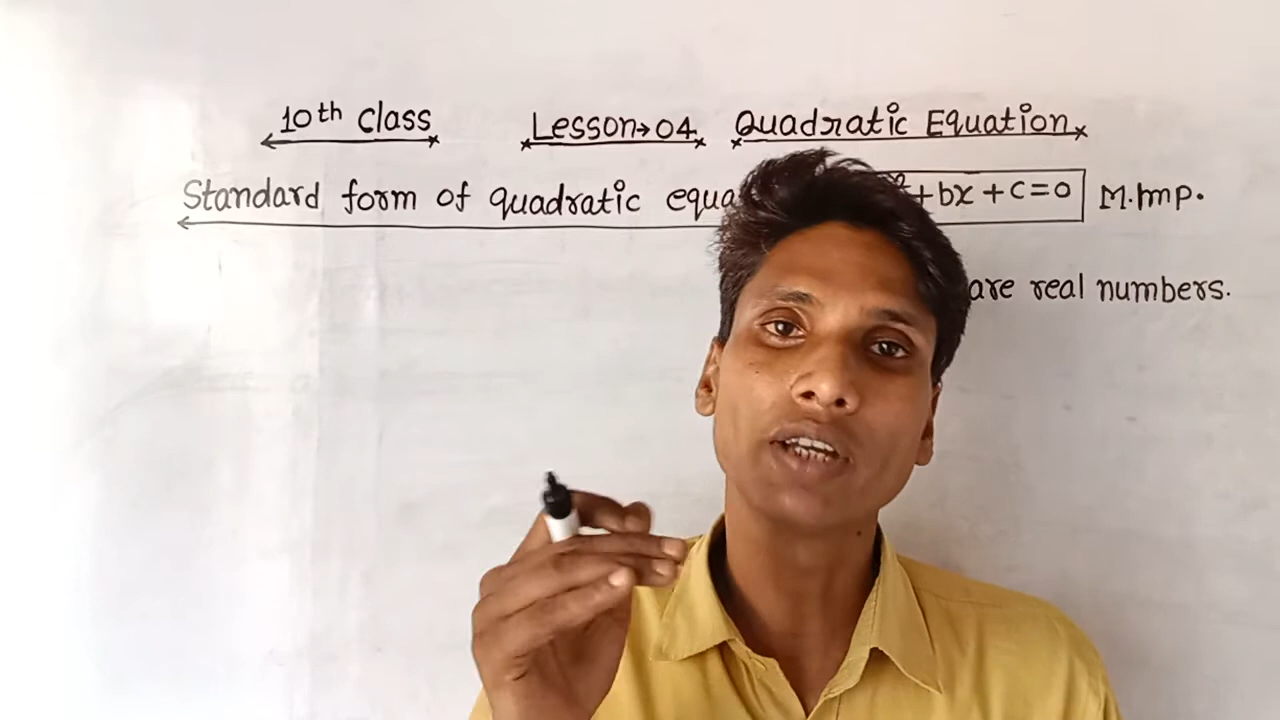 10th Class Lesson→04 Quadratic Equation
Standard form of quadratic equa +bx+c=0 M.Imp.
are real numbers.